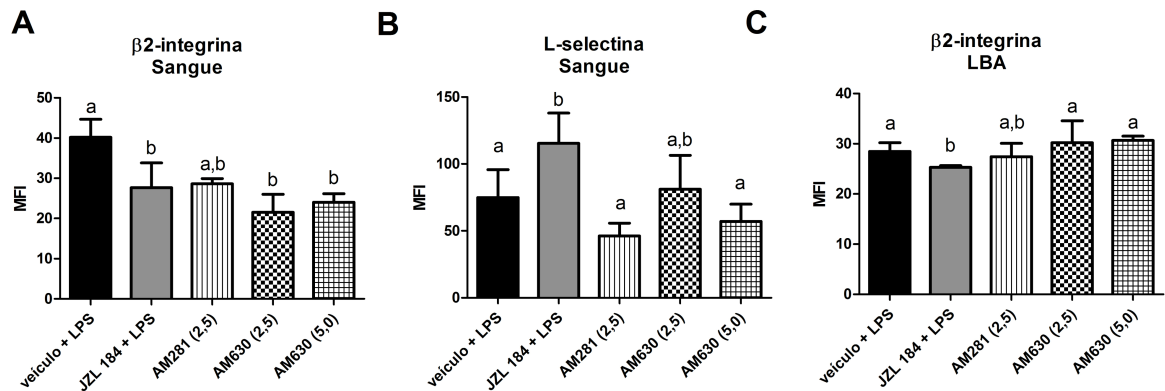 A
β2-integrina
Sangue
MFI
50
40
30
20
10
0
a
b
a,b
b
b
veículo + LPS
JZL 184 + LPS
AM281 (2,5)
AM630 (2,5)
AM630 (5,0)
B
L-selectina
Sangue
MFI
150
100
50
0
a
b
a
a,b
a
veículo + LPS
JZL 184 + LPS
AM281 (2,5)
AM630 (2,5)
AM630 (5,0)
C
β2-integrina
LBA
MFI
40
30
20
10
0
a
b
a,b
a
a
veículo + LPS
JZL 184 + LPS
AM281 (2,5)
AM630 (2,5)
AM630 (5,0)